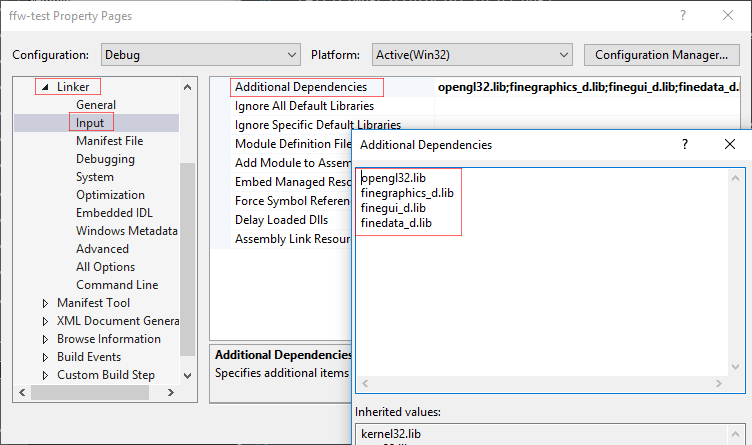 ffw-test Property Pages
Configuration: Debug Platform: Active(Win32) Configuration Manager...
Linker
General
Input
Manifest File
Debugging
System
Optimization
Embedded IDL
Windows Metadata
Advanced
All Options
Command Line
Manifest Tool
XML Document Genera
Browse Information
Build Events
Custom Build Step
Additional Dependencies opengl32.lib;finegraphics_d.lib;finegui_d.lib;finedata_d.
Ignore All Default Libraries
Ignore Specific Default Libraries
Module Definition File
Add Module to Assem
Embed Managed Reso
Force Symbol Referenc
Delay Loaded Dlls
Assembly Link Resour
Additional Dependencies
Specifies additional items
Additional Dependencies ?
opengl32.lib
finegraphics_d.lib
finegui_d.lib
finedata_d.lib
Inherited values:
kernel32.lib